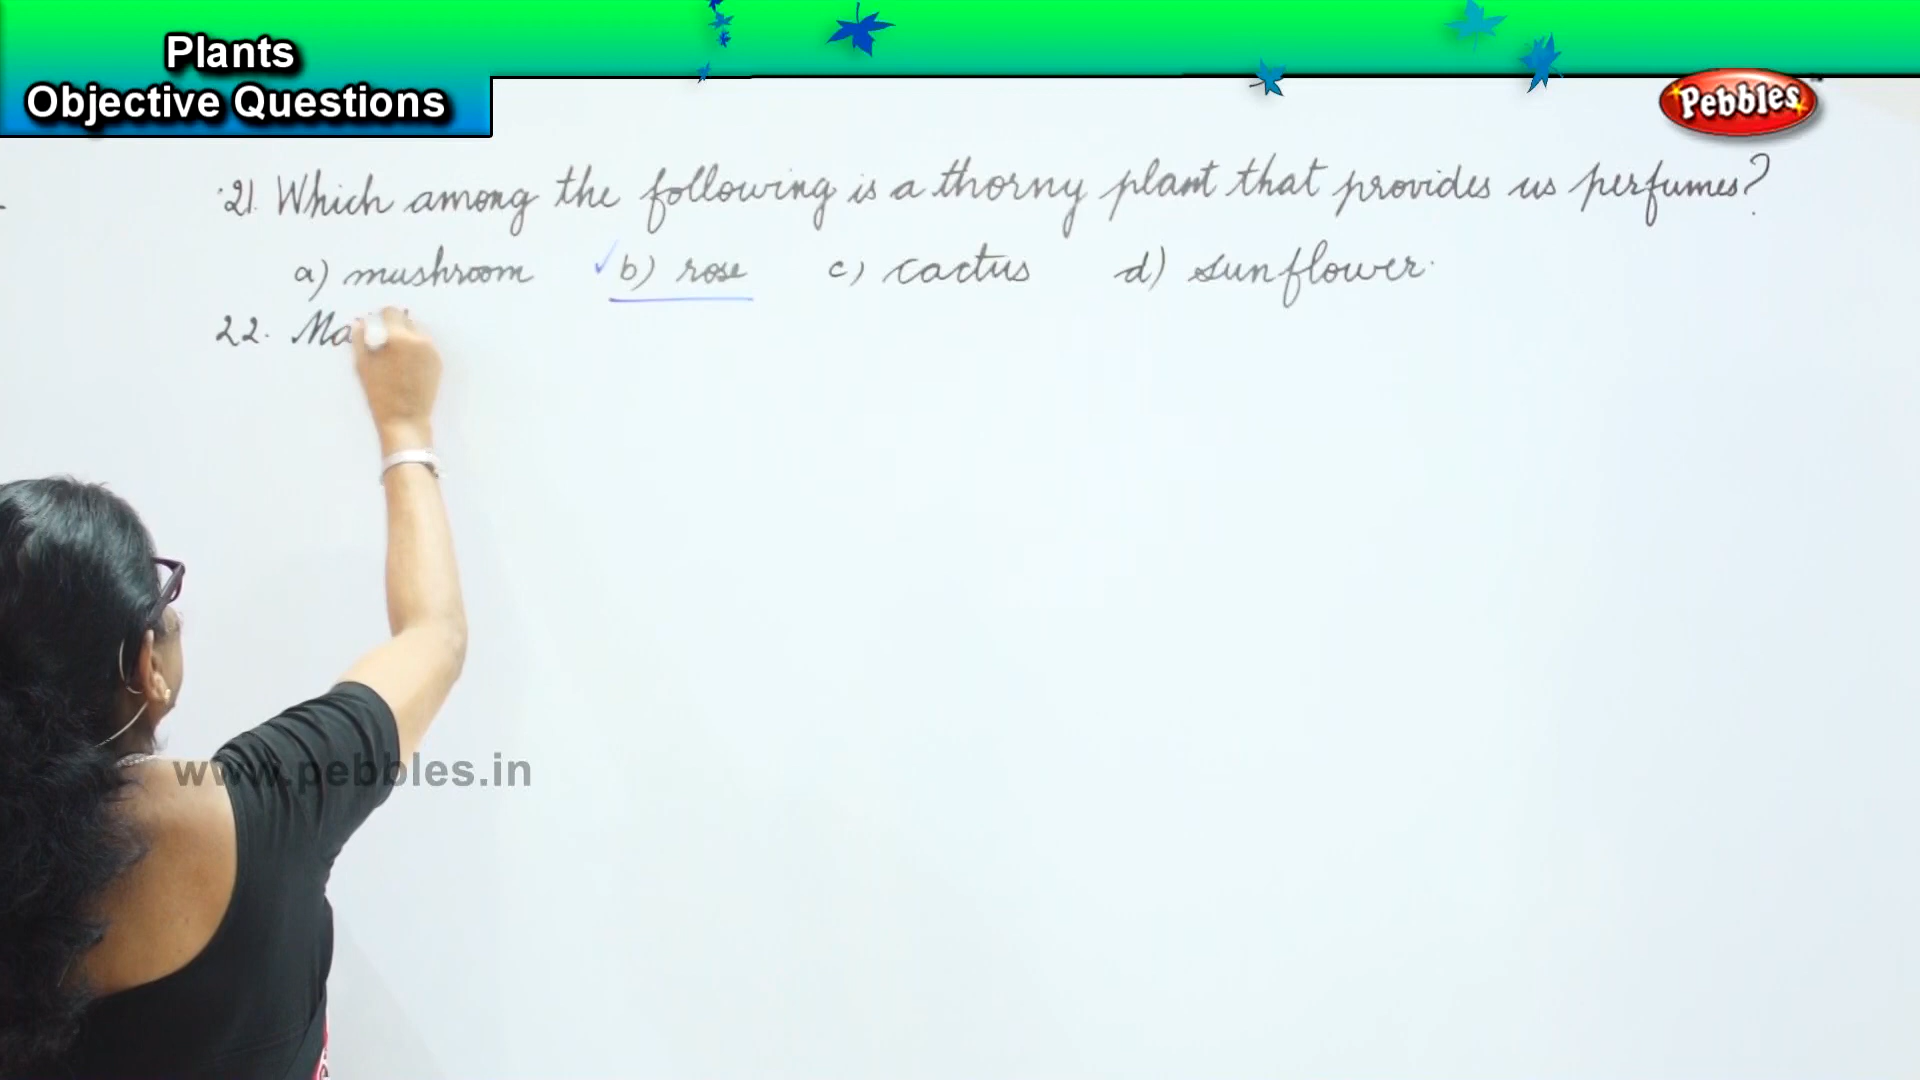 Plants
Objective Questions
Pebbles
21. Which among the following is a thorny plant that provides us perfumes?
a) mushroom b) rose c) cactus d) sunflower.
22. Ma
www.pebbles.in